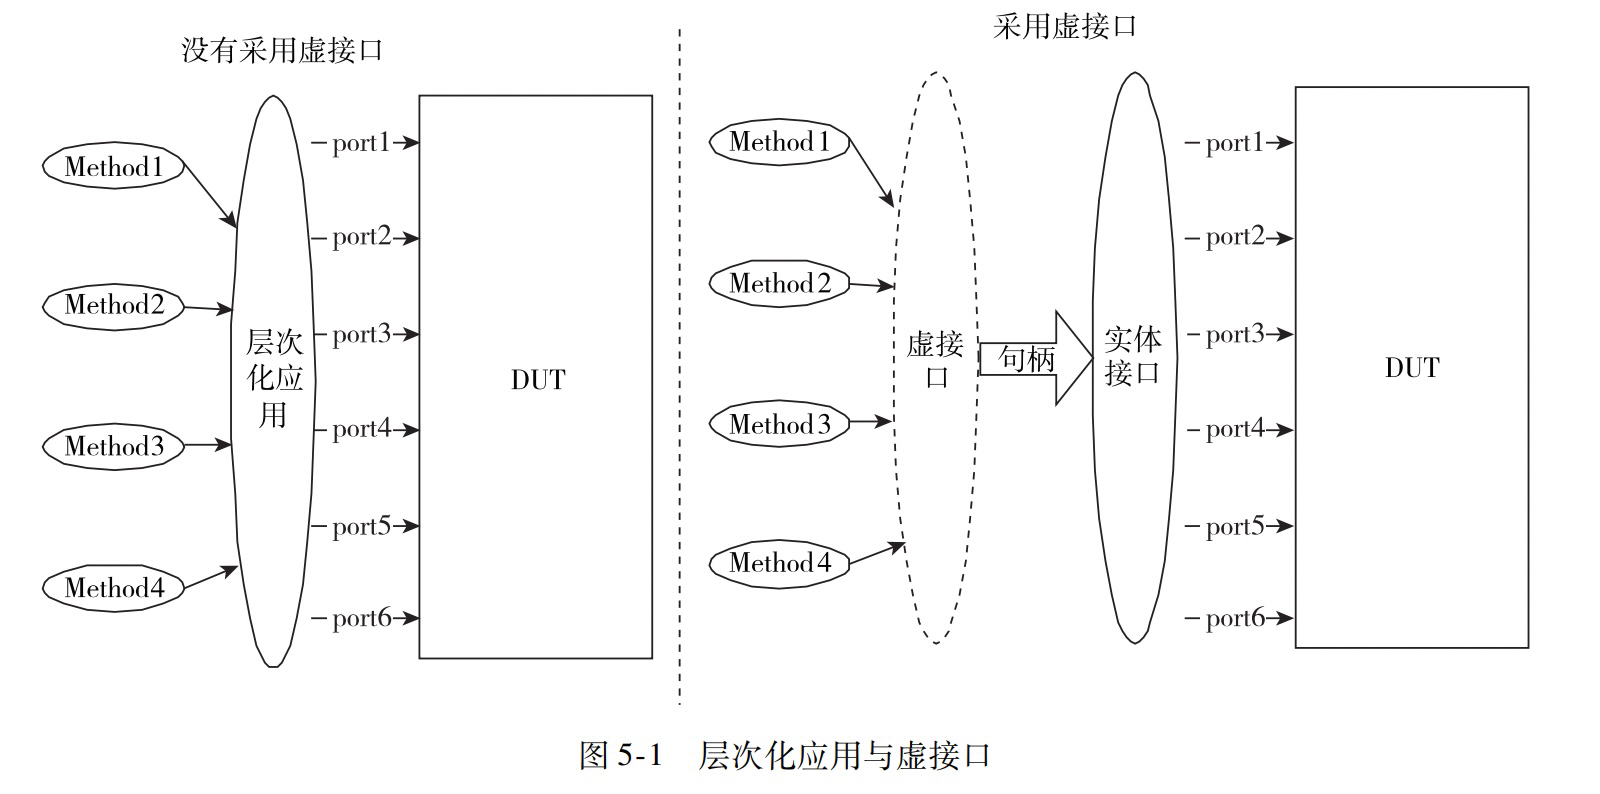 没有采用虚接口
Method1
Method2
Method3
Method4
层次
化应
用
port1
port2
port3
port4
port5
port6
DUT
采用虚接口
Method1
Method2
Method3
Method4
虚接
口
句柄
实体
接口
port1
port2
port3
port4
port5
port6
DUT
图 5-1 层次化应用与虚接口